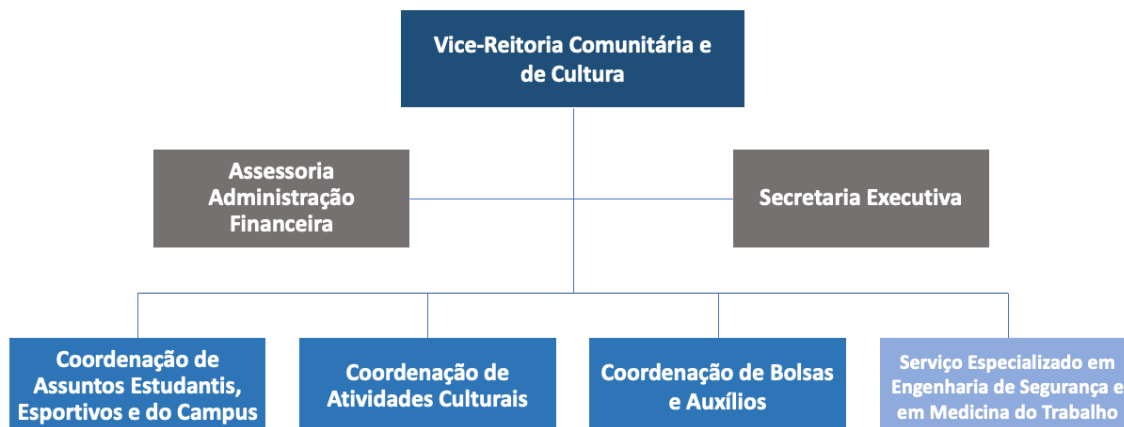 Vice-Reitoria Comunitária e
de Cultura
Assessoria
Administração
Financeira
Secretaria Executiva
Coordenação de
Assuntos Estudantis,
Esportivos e do Campus
Coordenação de
Atividades Culturais
Coordenação de Bolsas
e Auxílios
Serviço Especializado em
Engenharia de Segurança e
em Medicina do Trabalho